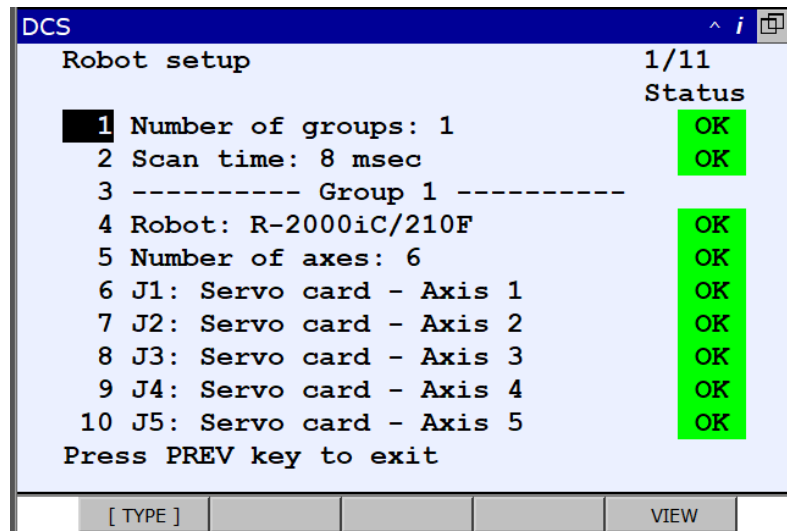 DCS ^ i
Robot setup 1/11
Status
1 Number of groups: 1 OK
2 Scan time: 8 msec OK
3 ---------- Group 1 ----------
4 Robot: R-2000iC/210F OK
5 Number of axes: 6 OK
6 J1: Servo card - Axis 1 OK
7 J2: Servo card - Axis 2 OK
8 J3: Servo card - Axis 3 OK
9 J4: Servo card - Axis 4 OK
10 J5: Servo card - Axis 5 OK
Press PREV key to exit
[ TYPE ] VIEW